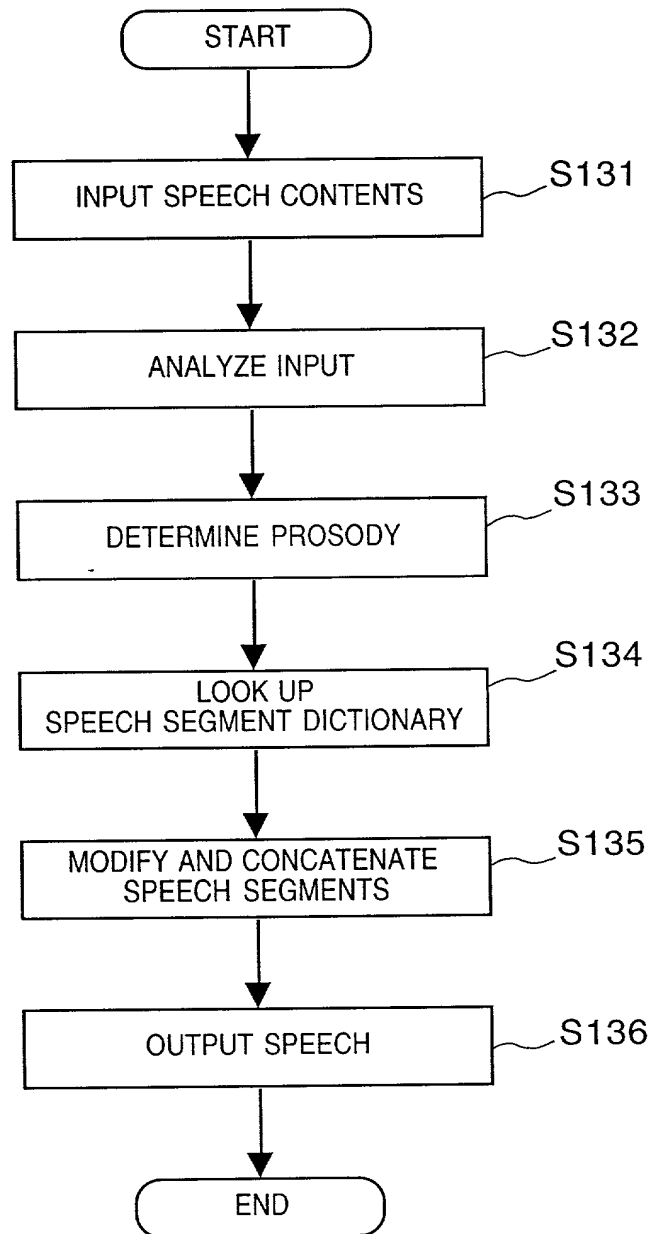 START
INPUT SPEECH CONTENTS
S131
ANALYZE INPUT
S132
DETERMINE PROSODY
S133
LOOK UP
SPEECH SEGMENT DICTIONARY
S134
MODIFY AND CONCATENATE
SPEECH SEGMENTS
S135
OUTPUT SPEECH
S136
END